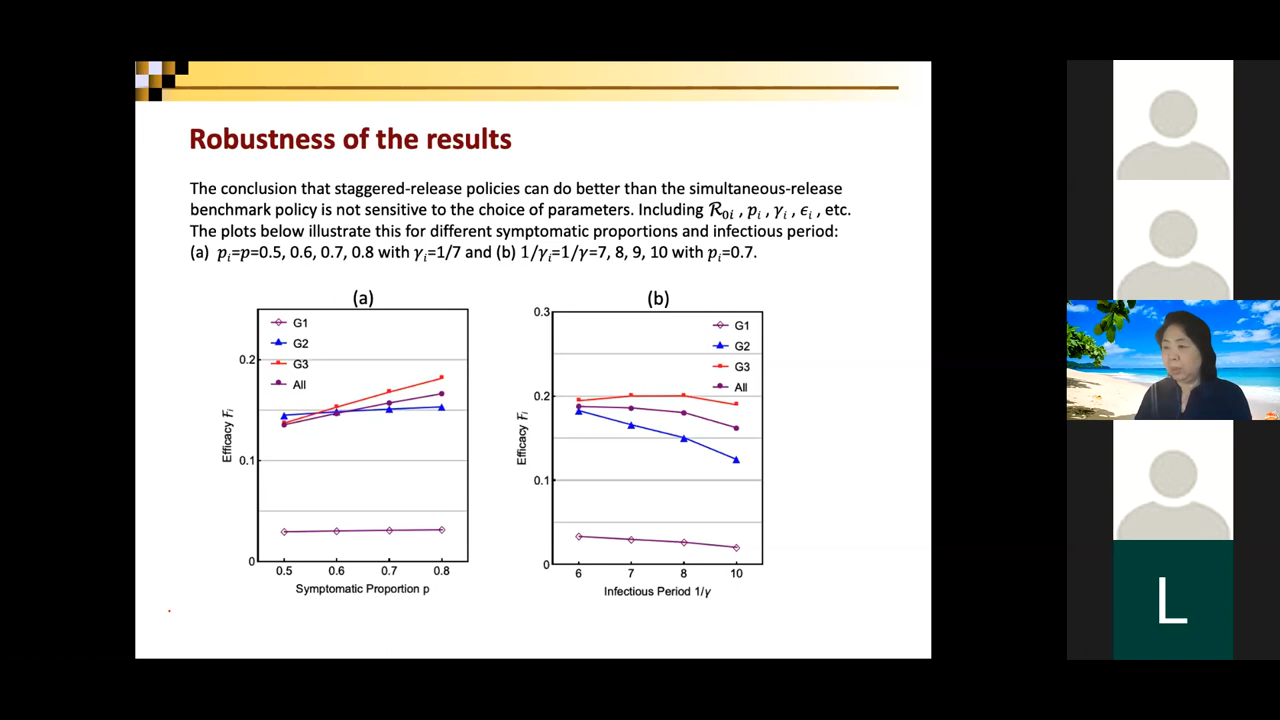 Robustness of the results
The conclusion that staggered-release policies can do better than the simultaneous-release
benchmark policy is not sensitive to the choice of parameters. Including ℛ₀ᵢ , pᵢ , γᵢ , ϵᵢ , etc.
The plots below illustrate this for different symptomatic proportions and infectious period:
(a) pᵢ=p=0.5, 0.6, 0.7, 0.8 with γᵢ=1/7 and (b) 1/γᵢ=1/γ=7, 8, 9, 10 with pᵢ=0.7.
(a)
G1
G2
G3
All
0.2
0.1
0
Efficacy ℱᵢ
0.5 0.6 0.7 0.8
Symptomatic Proportion p
(b)
G1
G2
G3
All
0.3
0.2
0.1
0
Efficacy ℱᵢ
6 7 8 10
Infectious Period 1/γ
L